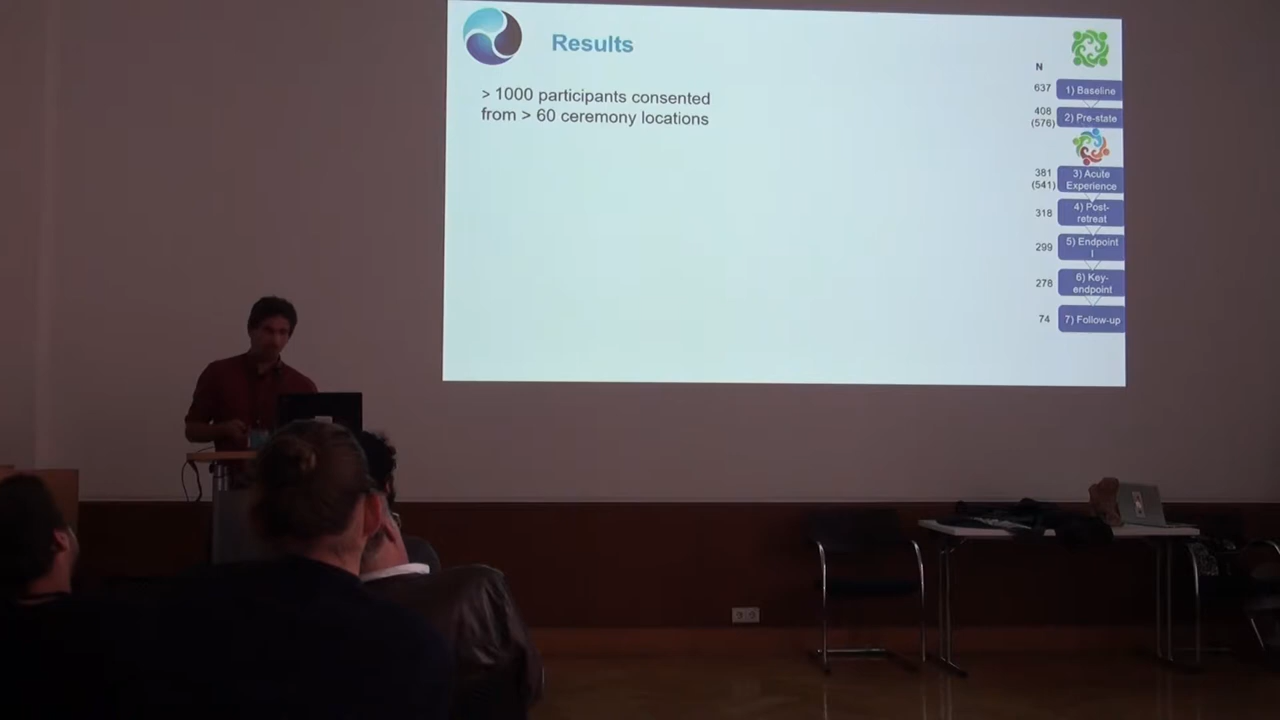 Results
> 1000 participants consented
from > 60 ceremony locations
N
637
1) Baseline
408
(576)
2) Pre-state
381
(541)
3) Acute
Experience
318
4) Post-
retreat
299
5) Endpoint
I
278
6) Key-
endpoint
74
7) Follow-up